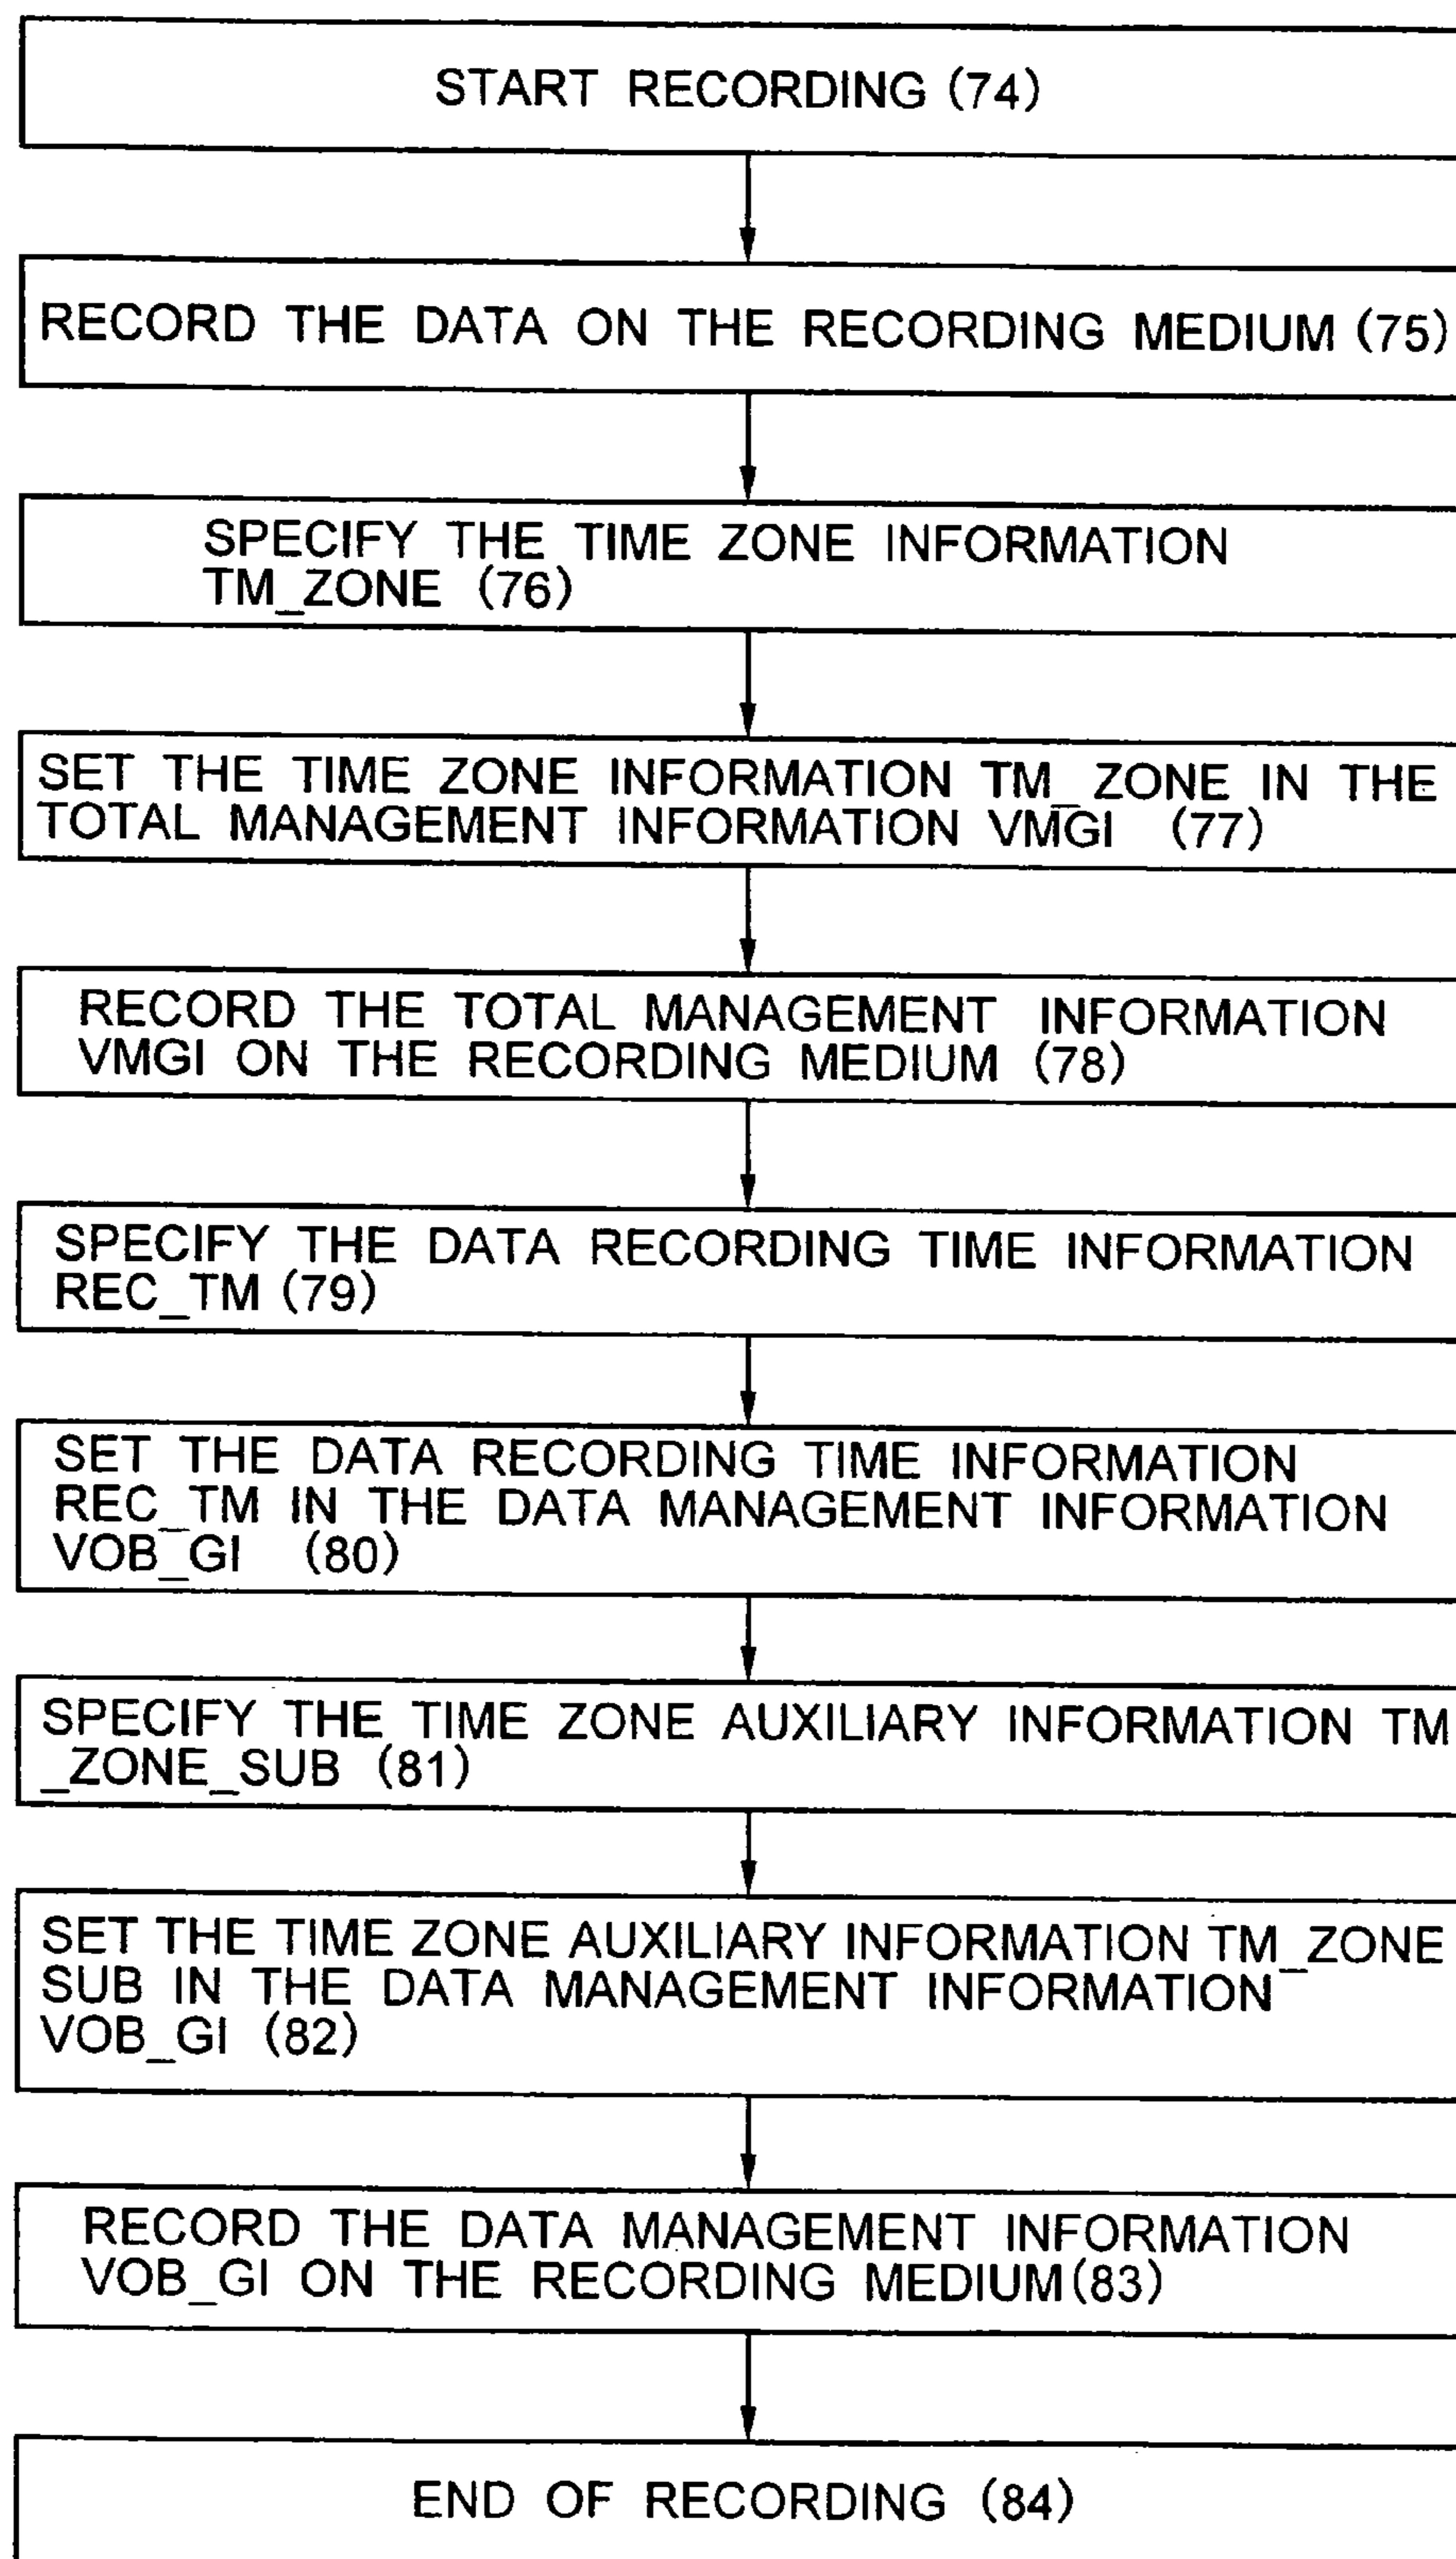 START RECORDING (74)
RECORD THE DATA ON THE RECORDING MEDIUM (75)
SPECIFY THE TIME ZONE INFORMATION
TM_ZONE (76)
SET THE TIME ZONE INFORMATION TM_ZONE IN THE
TOTAL MANAGEMENT INFORMATION VMGI (77)
RECORD THE TOTAL MANAGEMENT INFORMATION
VMGI ON THE RECORDING MEDIUM (78)
SPECIFY THE DATA RECORDING TIME INFORMATION
REC_TM (79)
SET THE DATA RECORDING TIME INFORMATION
REC_TM IN THE DATA MANAGEMENT INFORMATION
VOB_GI (80)
SPECIFY THE TIME ZONE AUXILIARY INFORMATION TM
_ZONE_SUB (81)
SET THE TIME ZONE AUXILIARY INFORMATION TM_ZONE
SUB IN THE DATA MANAGEMENT INFORMATION
VOB_GI (82)
RECORD THE DATA MANAGEMENT INFORMATION
VOB_GI ON THE RECORDING MEDIUM (83)
END OF RECORDING (84)